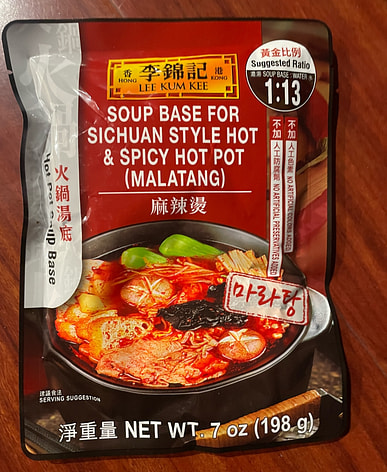 香港
HONG KONG
李錦記
LEE KUM KEE
黃金比例
Suggested Ratio
濃湯 SOUP BASE : WATER 水
1:13
SOUP BASE FOR
SICHUAN STYLE HOT
& SPICY HOT POT
(MALATANG)
麻辣燙
不加人工色素 NO ARTIFICIAL COLORING ADDED
不加人工防腐劑 NO ARTIFICIAL PRESERVATIVES ADDED
火鍋湯底
Hot Pot Soup Base
마라탕
建議食法
SERVING SUGGESTION
淨重量 NET WT. 7 oz (198 g)